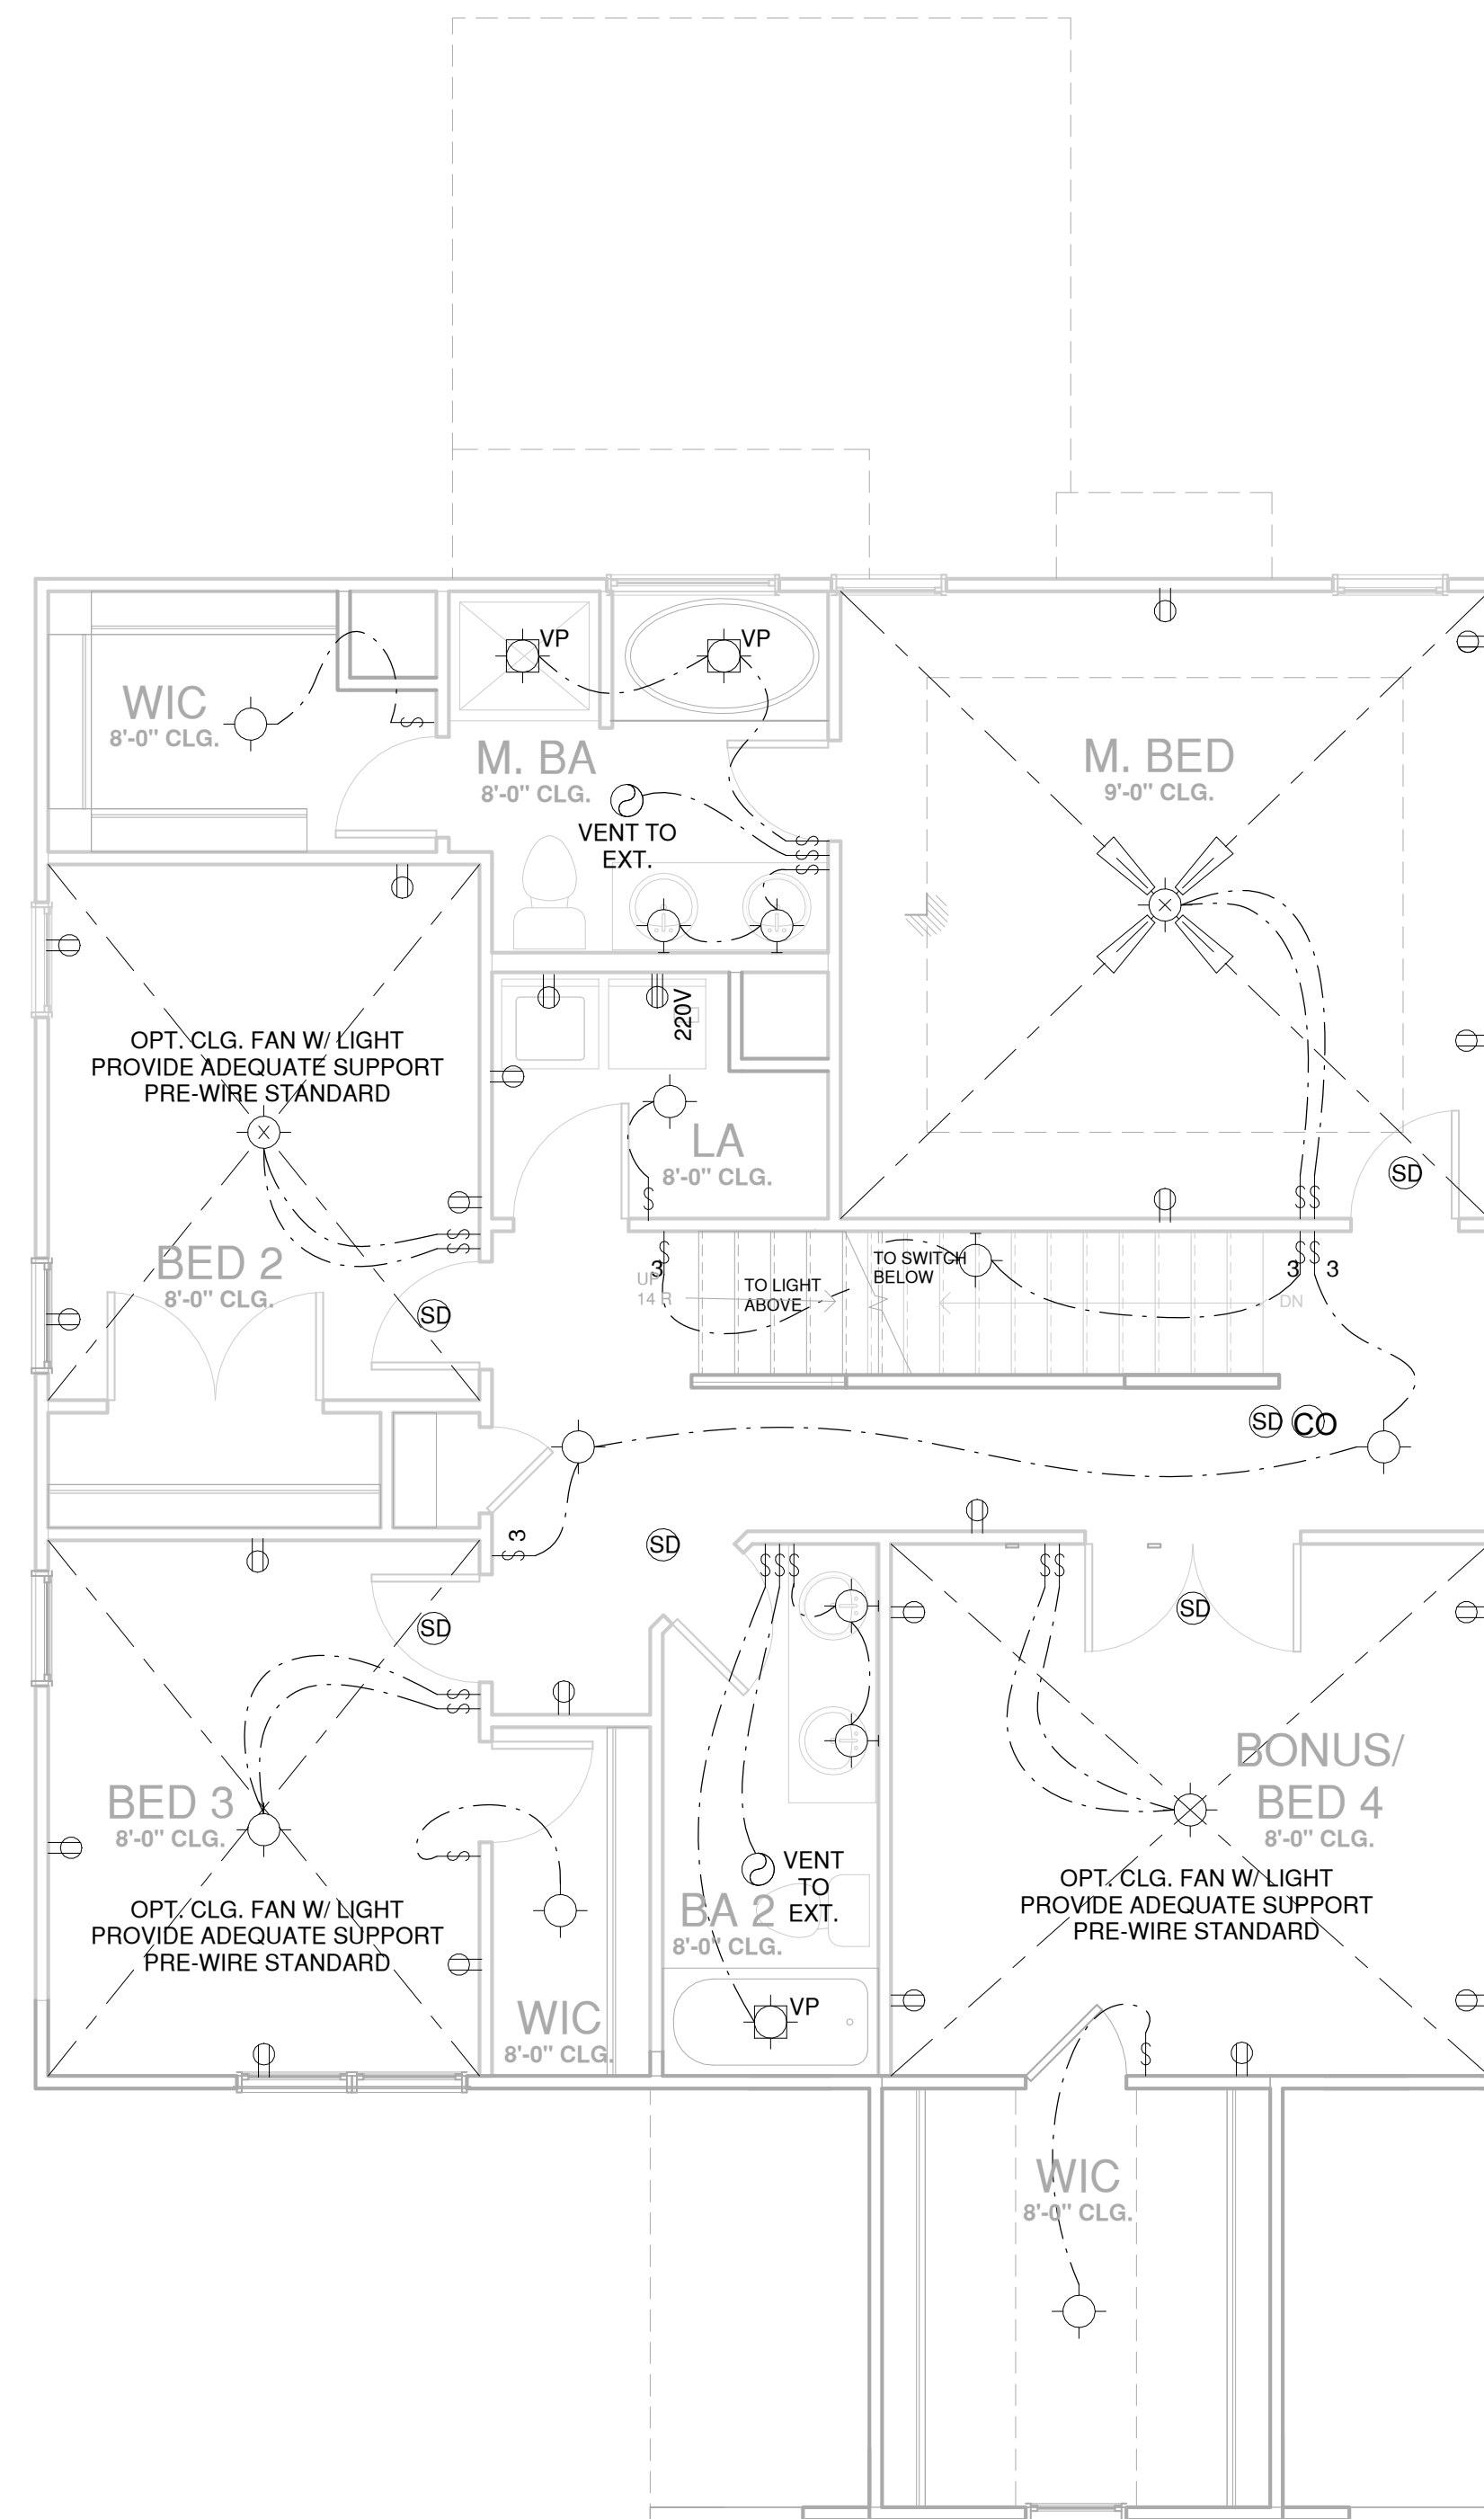 VP
VP
WIC
8'-0" CLG.
M. BA
8'-0" CLG.
M. BED
9'-0" CLG.
$
VENT TO
EXT.
$
$
$
220V
OPT. CLG. FAN W/ LIGHT
PROVIDE ADEQUATE SUPPORT
PRE-WIRE STANDARD
LA
8'-0" CLG.
SD
$
$ $
BED 2
8'-0" CLG.
$
$
$
3
UP
14 R
TO LIGHT
ABOVE
TO SWITCH
BELOW
$ $
3 3
DN
SD
SD CO
$ 3
SD
$ $ $
$ $
SD
SD
$
$
BED 3
8'-0" CLG.
BONUS/
BED 4
8'-0" CLG.
$
VENT
TO
EXT.
BA 2
8'-0" CLG.
OPT. CLG. FAN W/ LIGHT
PROVIDE ADEQUATE SUPPORT
PRE-WIRE STANDARD
OPT. CLG. FAN W/ LIGHT
PROVIDE ADEQUATE SUPPORT
PRE-WIRE STANDARD
VP
WIC
8'-0" CLG.
$
WIC
8'-0" CLG.